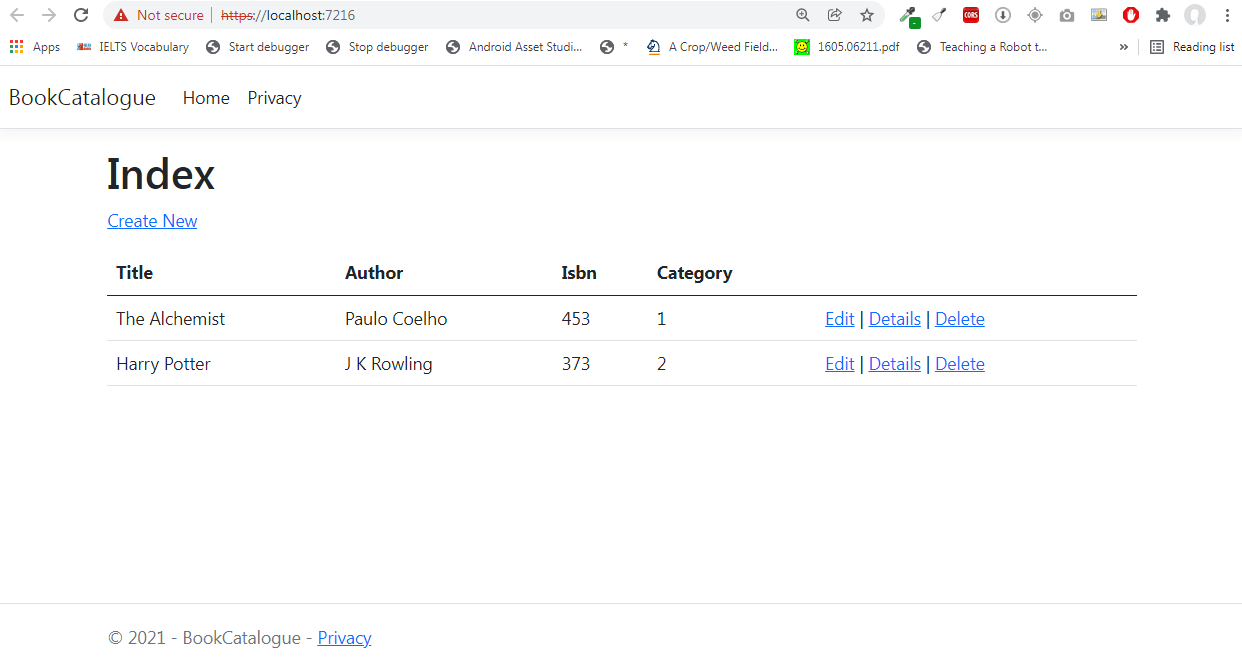 Not secure | https://localhost:7216
Apps IELTS Vocabulary Start debugger Stop debugger Android Asset Studi... * A Crop/Weed Field... 1605.06211.pdf Teaching a Robot t... » Reading list
BookCatalogue Home Privacy
Index
Create New
Title Author Isbn Category
The Alchemist Paulo Coelho 453 1 Edit | Details | Delete
Harry Potter J K Rowling 373 2 Edit | Details | Delete
© 2021 - BookCatalogue - Privacy